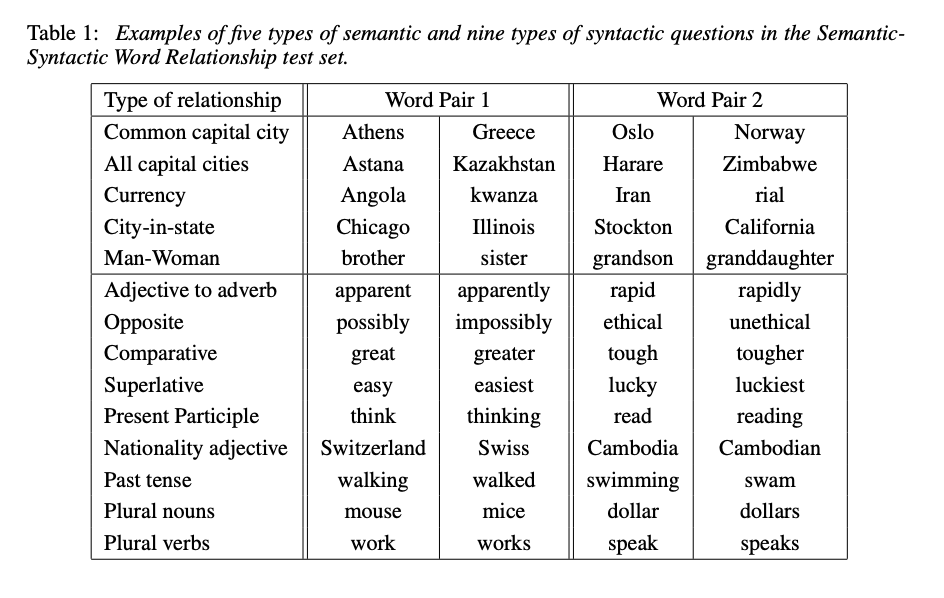 Table 1: Examples of five types of semantic and nine types of syntactic questions in the Semantic-
Syntactic Word Relationship test set.
Type of relationship Word Pair 1 Word Pair 2
Common capital city Athens Greece Oslo Norway
All capital cities Astana Kazakhstan Harare Zimbabwe
Currency Angola kwanza Iran rial
City-in-state Chicago Illinois Stockton California
Man-Woman brother sister grandson granddaughter
Adjective to adverb apparent apparently rapid rapidly
Opposite possibly impossibly ethical unethical
Comparative great greater tough tougher
Superlative easy easiest lucky luckiest
Present Participle think thinking read reading
Nationality adjective Switzerland Swiss Cambodia Cambodian
Past tense walking walked swimming swam
Plural nouns mouse mice dollar dollars
Plural verbs work works speak speaks